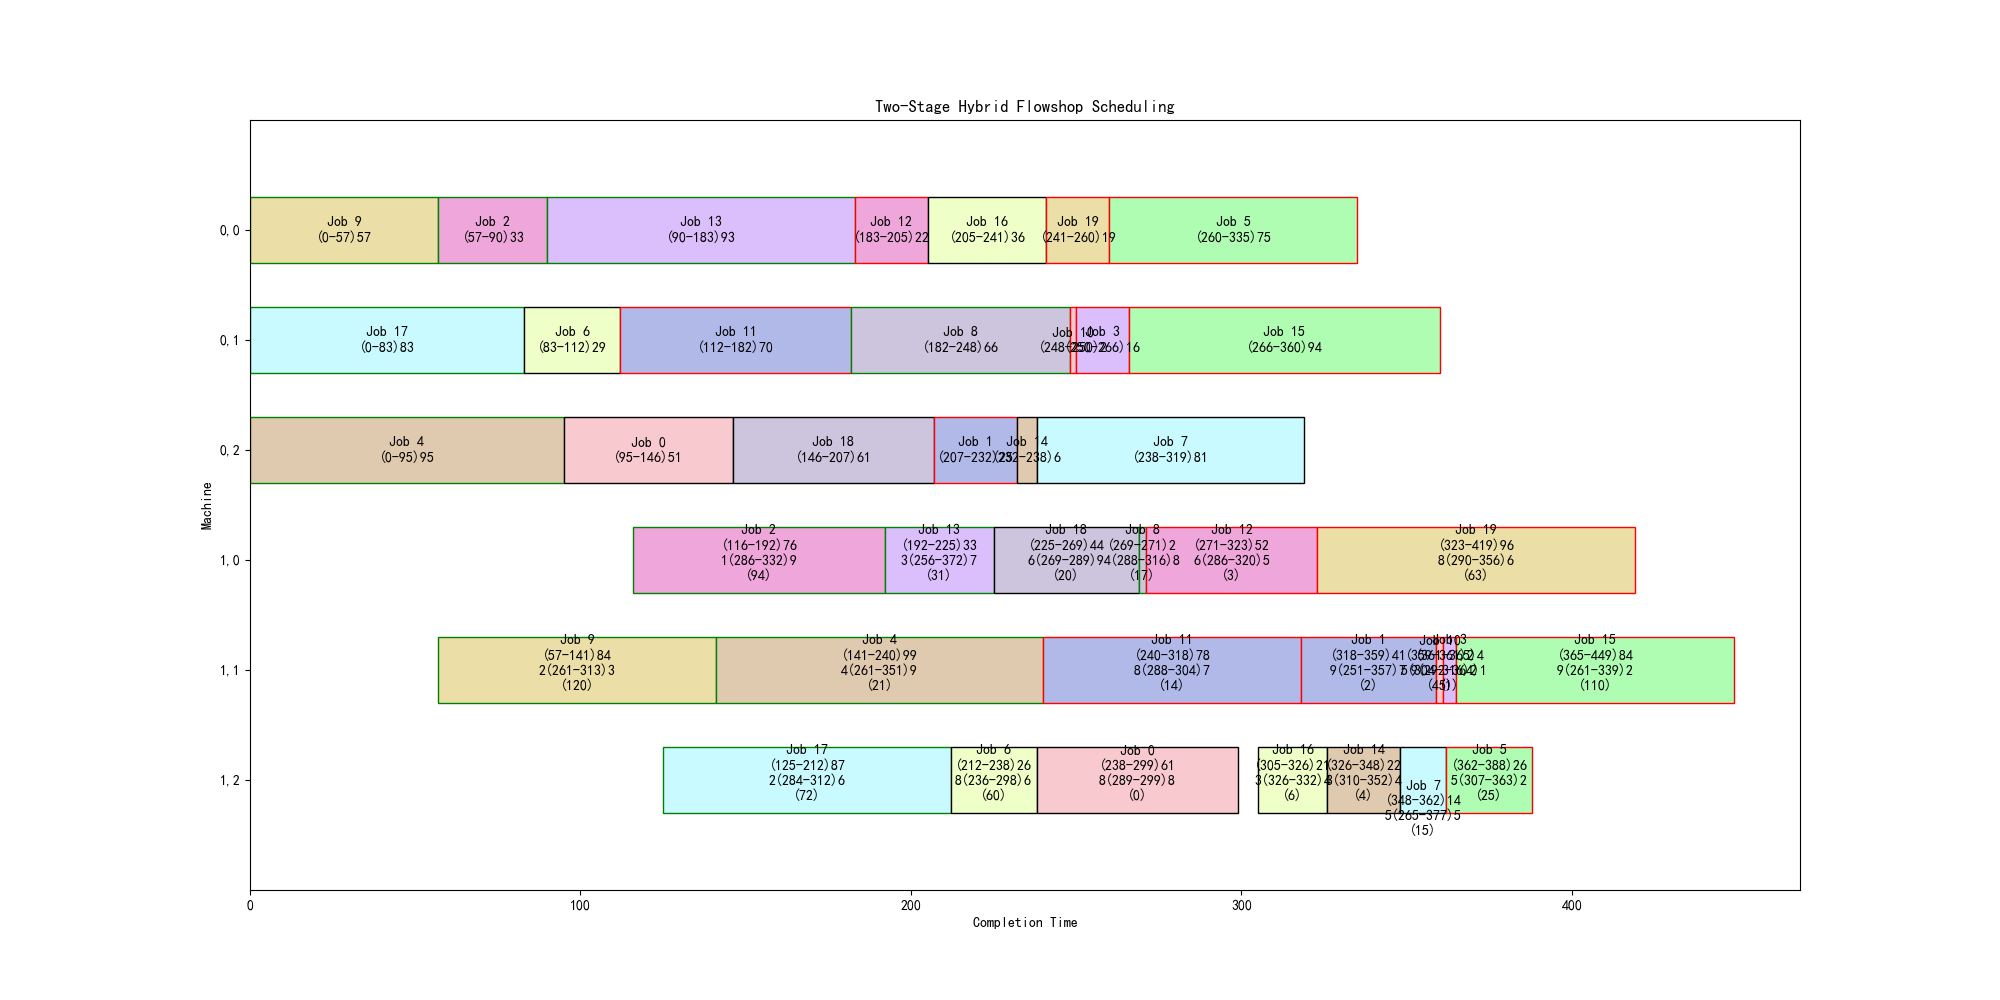 Two-Stage Hybrid Flowshop Scheduling
0,0
Job 9
(0-57)57
Job 2
(57-90)33
Job 13
(90-183)93
Job 12
(183-205)22
Job 16
(205-241)36
Job 19
(241-260)19
Job 5
(260-335)75
0,1
Job 17
(0-83)83
Job 6
(83-112)29
Job 11
(112-182)70
Job 8
(182-248)66
Job 10
(248-250)2
Job 3
(250-266)16
Job 15
(266-360)94
0,2
Job 4
(0-95)95
Job 0
(95-146)51
Job 18
(146-207)61
Job 1
(207-232)25
Job 14
(232-238)6
Job 7
(238-319)81
Machine
1,0
Job 2
(116-192)76
1(286-332)9
(94)
Job 13
(192-225)33
3(256-372)7
(31)
Job 18
(225-269)44
6(269-289)9
(20)
Job 8
(269-271)2
4(288-316)8
(17)
Job 12
(271-323)52
6(286-320)5
(3)
Job 19
(323-419)96
8(290-356)6
(63)
1,1
Job 9
(57-141)84
2(261-313)3
(120)
Job 4
(141-240)99
4(261-351)9
(21)
Job 11
(240-318)78
8(288-304)7
(14)
Job 1
(318-359)41
9(251-357)7
(2)
Job 10
(359-361)2
Job 3
(361-365)4
(1)
Job 15
(365-449)84
9(261-339)2
(110)
1,2
Job 17
(125-212)87
2(284-312)6
(72)
Job 6
(212-238)26
8(236-298)6
(60)
Job 0
(238-299)61
8(289-299)8
(0)
Job 16
(305-326)21
3(326-332)4
(6)
Job 14
(326-348)22
8(310-352)4
(4)
Job 7
(348-362)14
5(265-377)5
(15)
Job 5
(362-388)26
5(307-363)2
(25)
0
100
200
300
400
Completion Time